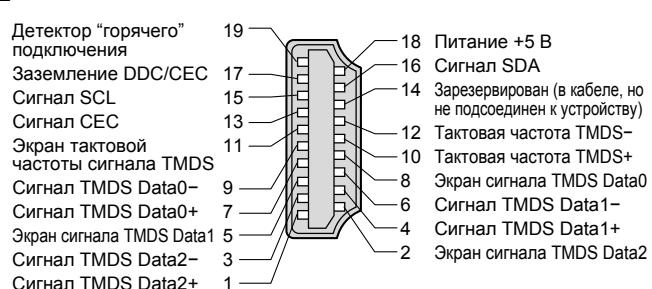 Детектор “горячего” 19
подключения
Заземление DDC/CEC 17
Сигнал SCL 15
Сигнал CEC 13
Экран тактовой 11
частоты сигнала TMDS
Сигнал TMDS Data0− 9
Сигнал TMDS Data0+ 7
Экран сигнала TMDS Data1 5
Сигнал TMDS Data2− 3
Сигнал TMDS Data2+ 1
18 Питание +5 В
16 Сигнал SDA
14 Зарезервирован (в кабеле, но
не подсоединен к устройству)
12 Тактовая частота TMDS−
10 Тактовая частота TMDS+
8 Экран сигнала TMDS Data0
6 Сигнал TMDS Data1−
4 Сигнал TMDS Data1+
2 Экран сигнала TMDS Data2